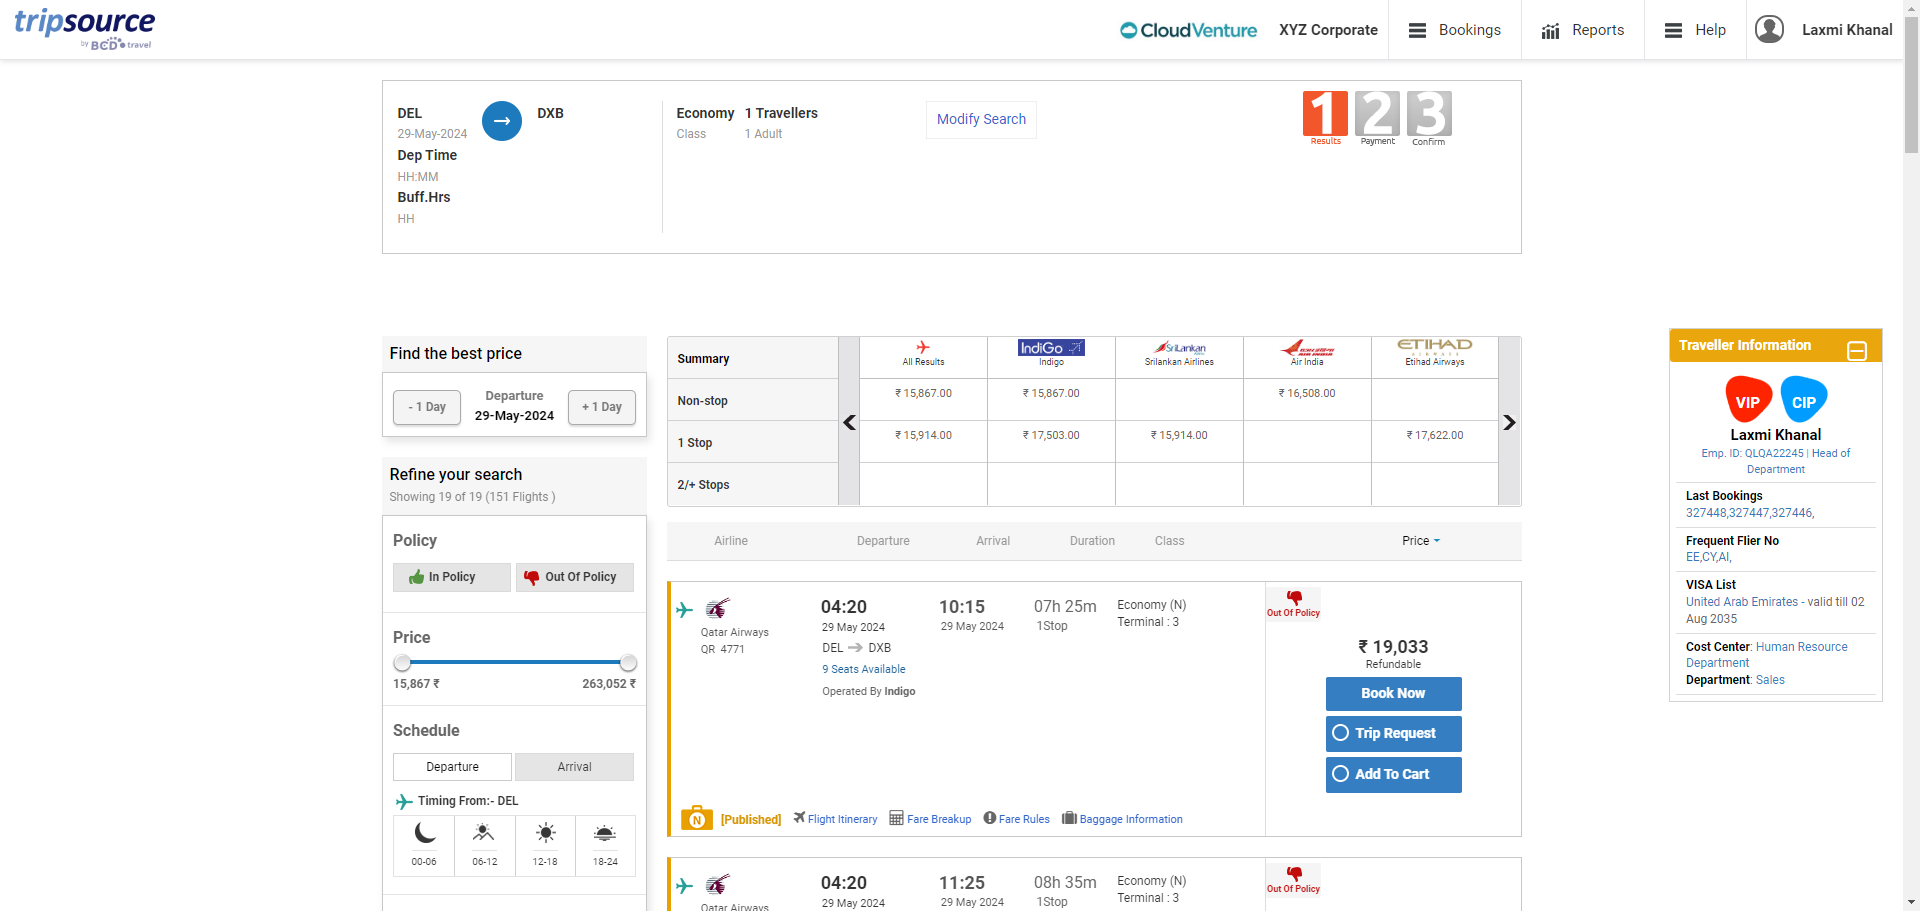 tripsource
by BCD travel
CloudVenture
XYZ Corporate
Bookings
Reports
Help
Laxmi Khanal
DEL
29-May-2024
DXB
Dep Time
HH:MM
Buff.Hrs
HH
Economy 1 Travellers
Class 1 Adult
Modify Search
1 2 3
Results Payment Confirm
Find the best price
- 1 Day
Departure
29-May-2024
+ 1 Day
Refine your search
Showing 19 of 19 (151 Flights )
Policy
In Policy
Out Of Policy
Price
15,867 ₹ 263,052 ₹
Schedule
Departure Arrival
Timing From:- DEL
00-06 06-12 12-18 18-24
Summary
All Results
IndiGo
Indigo
SriLankan
Srilankan Airlines
AIR INDIA
Air India
ETIHAD
AIRWAYS
Etihad Airways
Non-stop ₹ 15,867.00 ₹ 15,867.00 ₹ 16,508.00
1 Stop ₹ 15,914.00 ₹ 17,503.00 ₹ 15,914.00 ₹ 17,622.00
2/+ Stops
Airline Departure Arrival Duration Class Price
Qatar Airways
QR 4771
04:20
29 May 2024
DEL DXB
9 Seats Available
Operated By Indigo
10:15
29 May 2024
07h 25m
1Stop
Economy (N)
Terminal : 3
Out Of Policy
₹ 19,033
Refundable
Book Now
Trip Request
Add To Cart
N [Published] Flight Itinerary Fare Breakup Fare Rules Baggage Information
Qatar Airways
04:20
29 May 2024
11:25
29 May 2024
08h 35m
1Stop
Economy (N)
Terminal : 3
Out Of Policy
Traveller Information
VIP CIP
Laxmi Khanal
Emp. ID: QLQA22245 | Head of
Department
Last Bookings
327448,327447,327446,
Frequent Flier No
EE,CY,AI,
VISA List
United Arab Emirates - valid till 02
Aug 2035
Cost Center: Human Resource
Department
Department: Sales